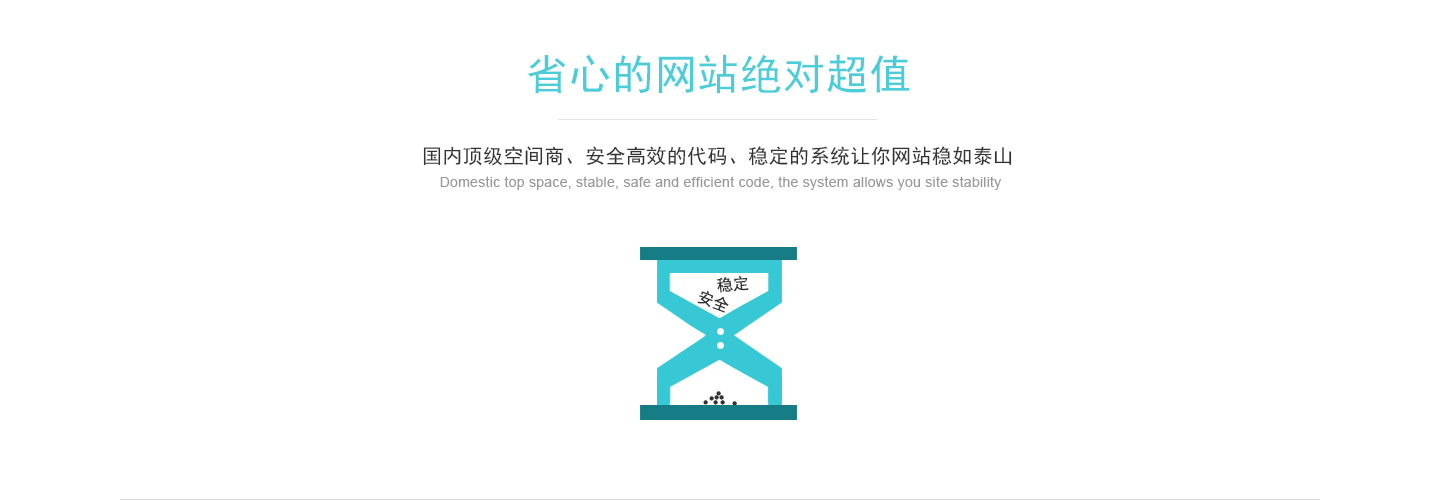 省心的网站绝对超值
国内顶级空间商、安全高效的代码、稳定的系统让你网站稳如泰山
Domestic top space, stable, safe and efficient code, the system allows you site stability
稳定
安全